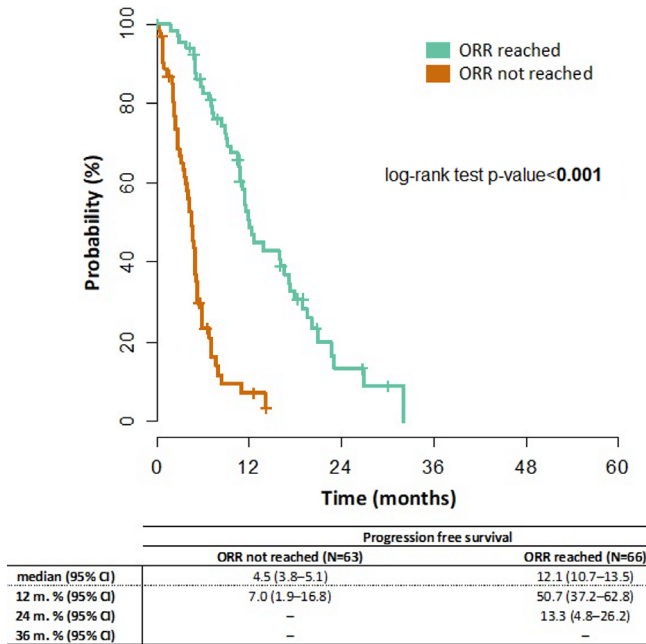 100
80
60
40
20
0
Probability (%)
ORR reached
ORR not reached
log-rank test p-value<0.001
0 12 24 36 48 60
Time (months)
Progression free survival
ORR not reached (N=63) ORR reached (N=66)
median (95% CI) 4.5 (3.8–5.1) 12.1 (10.7–13.5)
12 m. % (95% CI) 7.0 (1.9–16.8) 50.7 (37.2–62.8)
24 m. % (95% CI) – 13.3 (4.8–26.2)
36 m. % (95% CI) – –